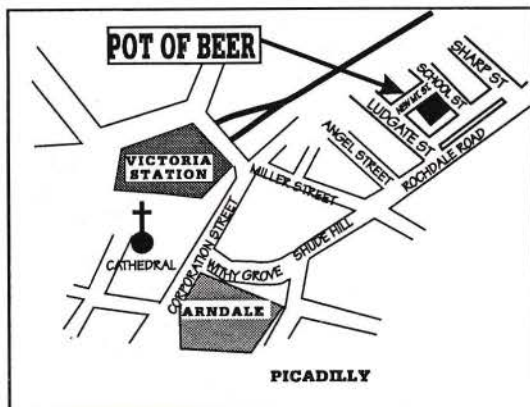 POT OF BEER
SHARP ST
SCHOOL ST
NEW MT. ST.
LUDGATE ST
ANGEL STREET
ROCHDALE ROAD
VICTORIA
STATION
MILLER STREET
CORPORATION STREET
SHUDE HILL
CATHEDRAL
WITHY GROVE
ARNDALE
PICADILLY